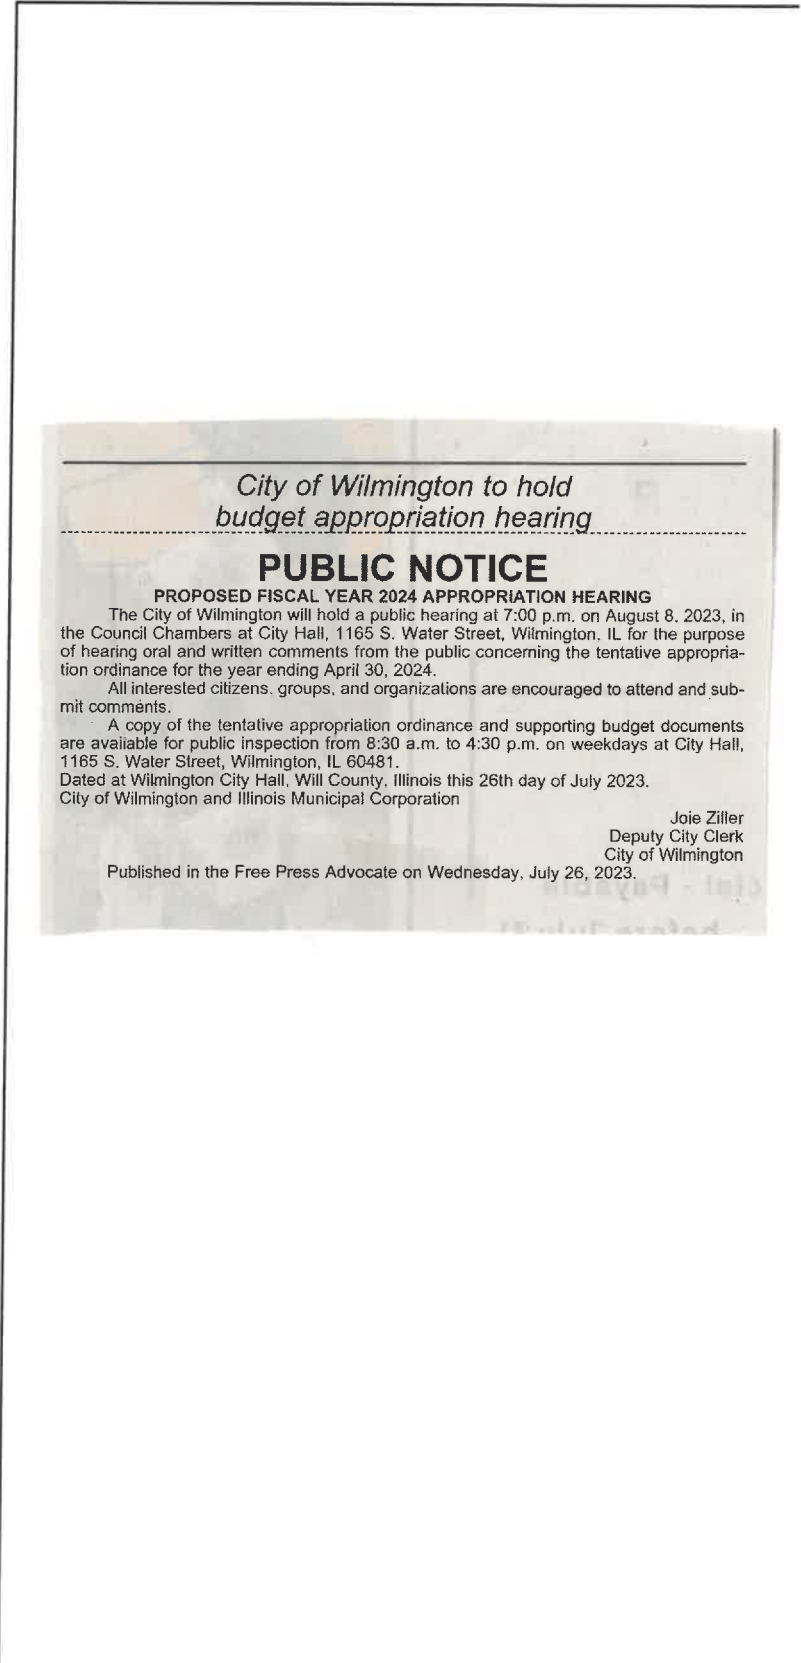 City of Wilmington to hold
budget appropriation hearing
PUBLIC NOTICE
PROPOSED FISCAL YEAR 2024 APPROPRIATION HEARING
The City of Wilmington will hold a public hearing at 7:00 p.m. on August 8, 2023, in
the Council Chambers at City Hall, 1165 S. Water Street, Wilmington, IL for the purpose
of hearing oral and written comments from the public concerning the tentative appropria-
tion ordinance for the year ending April 30, 2024.
All interested citizens, groups, and organizations are encouraged to attend and sub-
mit comments.
A copy of the tentative appropriation ordinance and supporting budget documents
are available for public inspection from 8:30 a.m. to 4:30 p.m. on weekdays at City Hall,
1165 S. Water Street, Wilmington, IL 60481.
Dated at Wilmington City Hall, Will County, Illinois this 26th day of July 2023.
City of Wilmington and Illinois Municipal Corporation
Joie Ziller
Deputy City Clerk
City of Wilmington
Published in the Free Press Advocate on Wednesday, July 26, 2023.